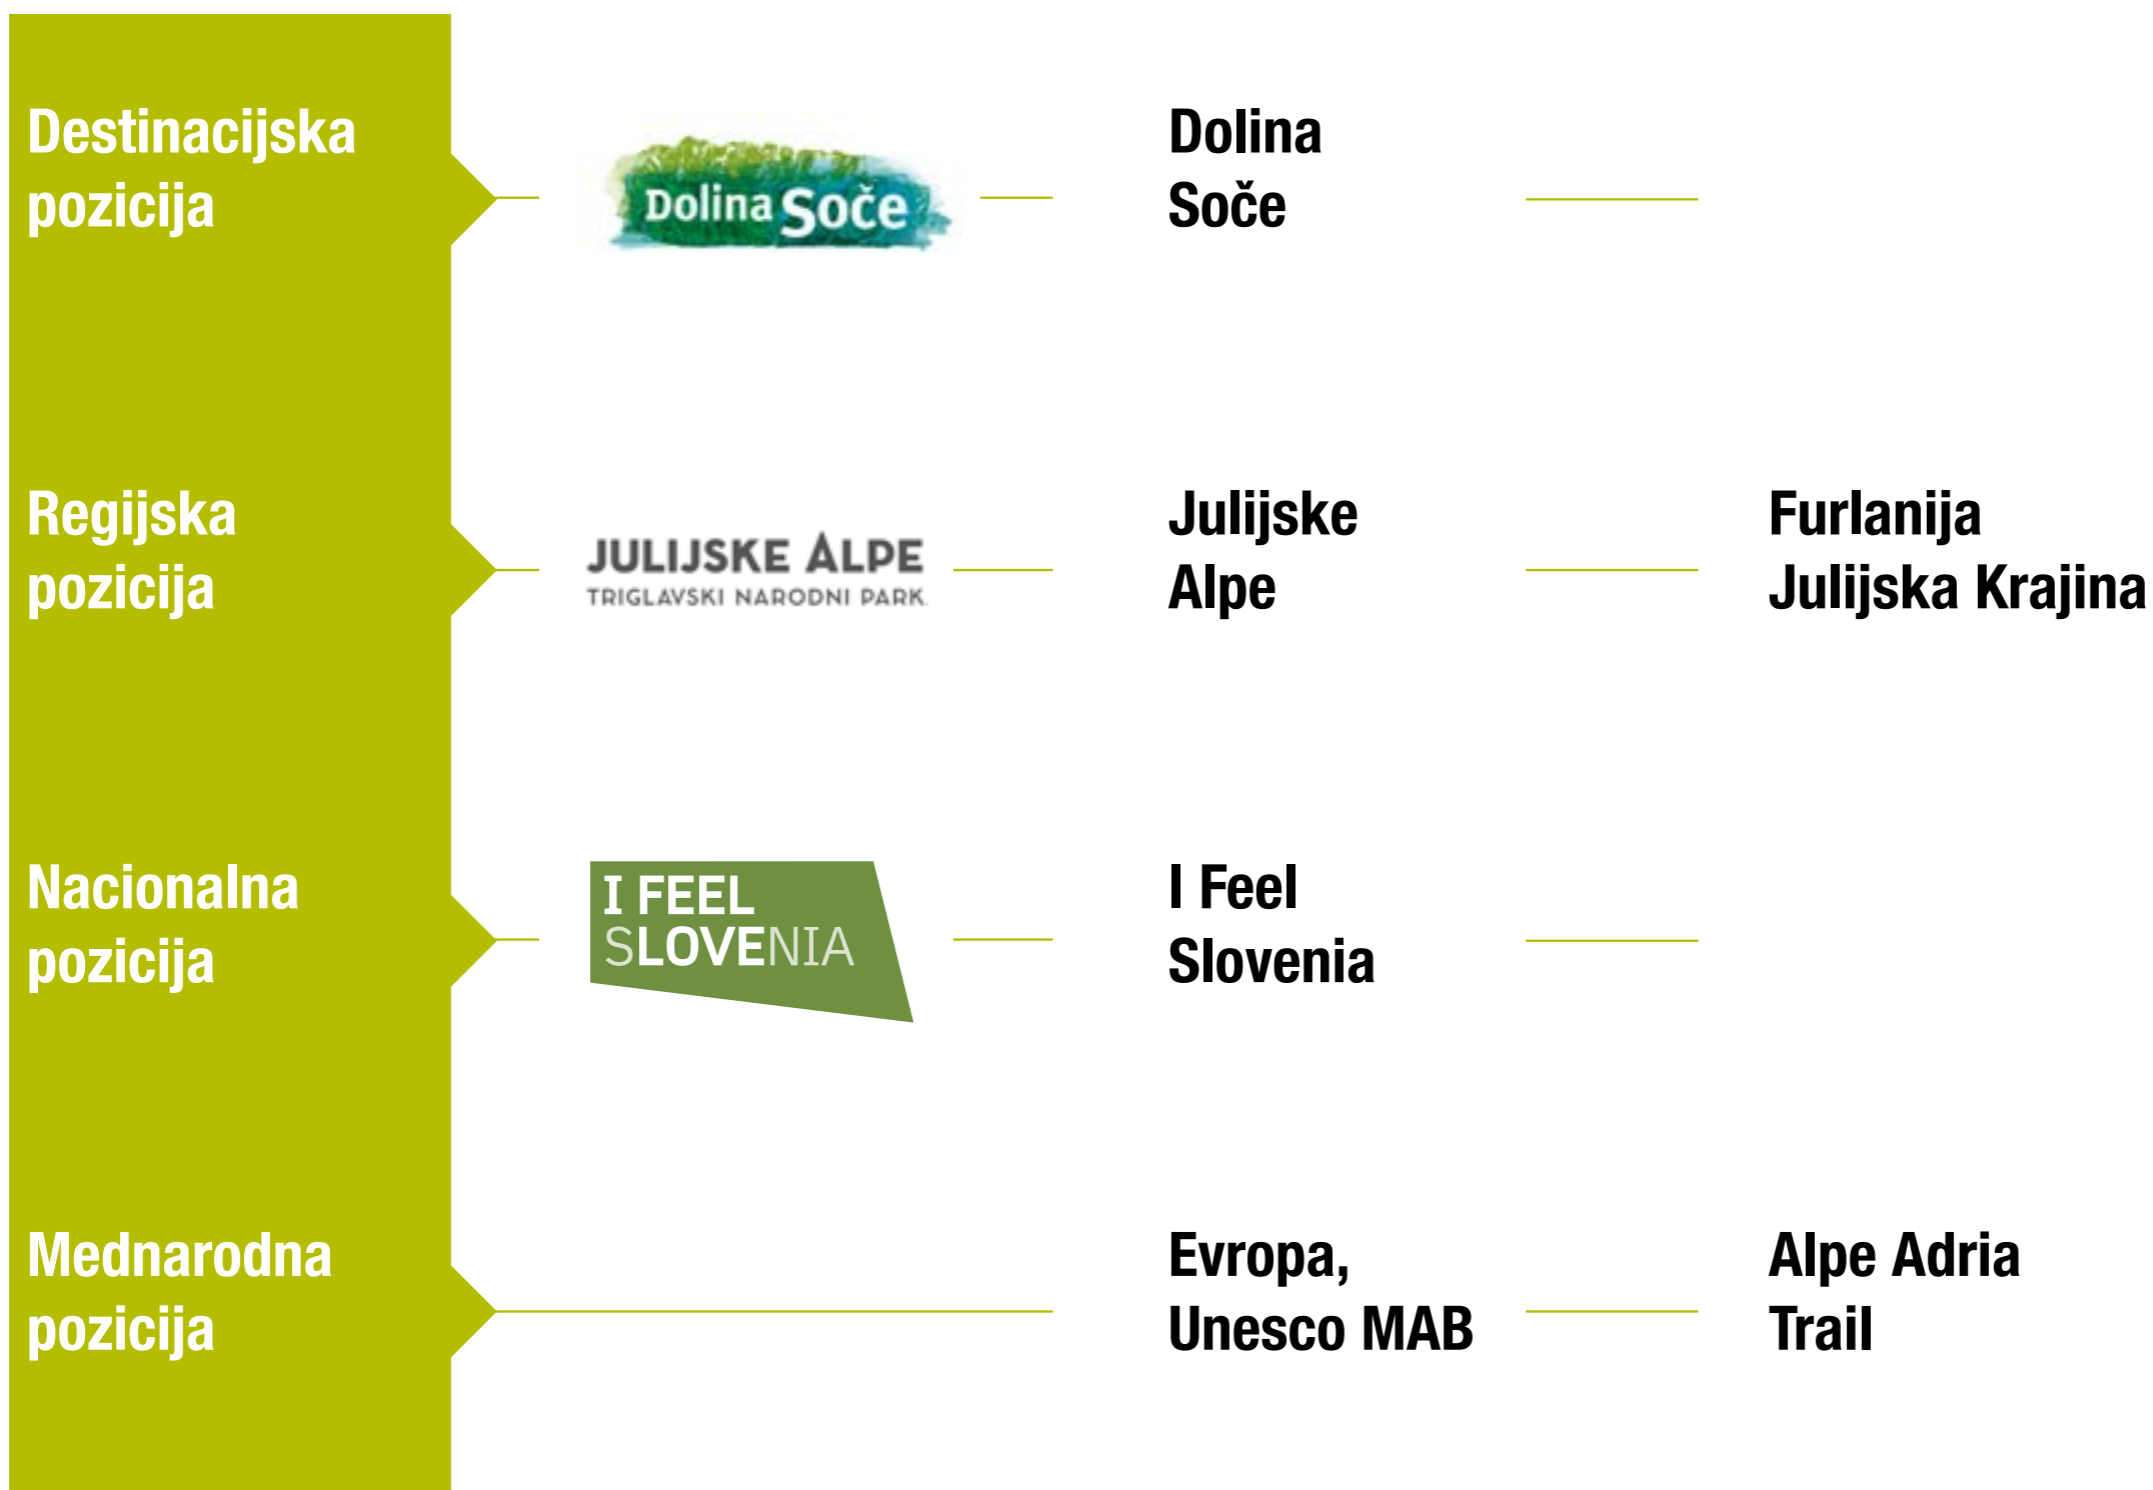 Destinacijska
pozicija
Dolina Soče
Dolina
Soče
Regijska
pozicija
JULIJSKE ALPE
TRIGLAVSKI NARODNI PARK
Julijske
Alpe
Furlanija
Julijska Krajina
Nacionalna
pozicija
I FEEL
SLOVENIA
I Feel
Slovenia
Mednarodna
pozicija
Evropa,
Unesco MAB
Alpe Adria
Trail